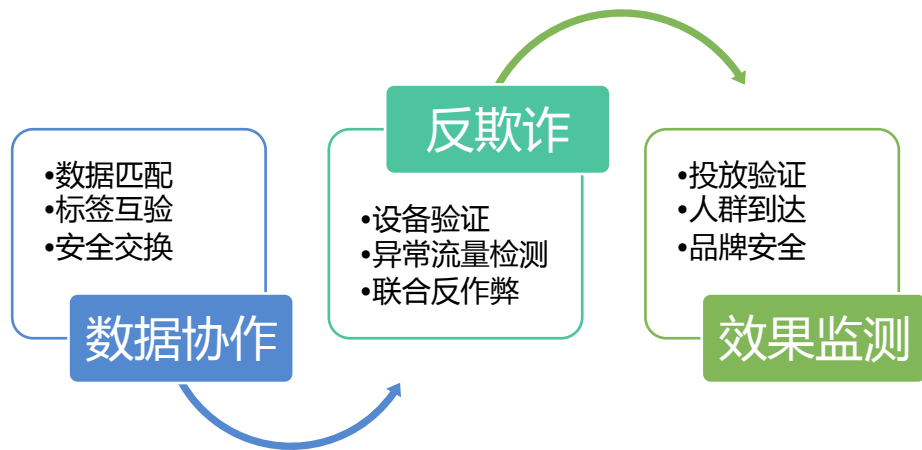 •数据匹配
•标签互验
•安全交换
数据协作
反欺诈
•设备验证
•异常流量检测
•联合反作弊
•投放验证
•人群到达
•品牌安全
效果监测